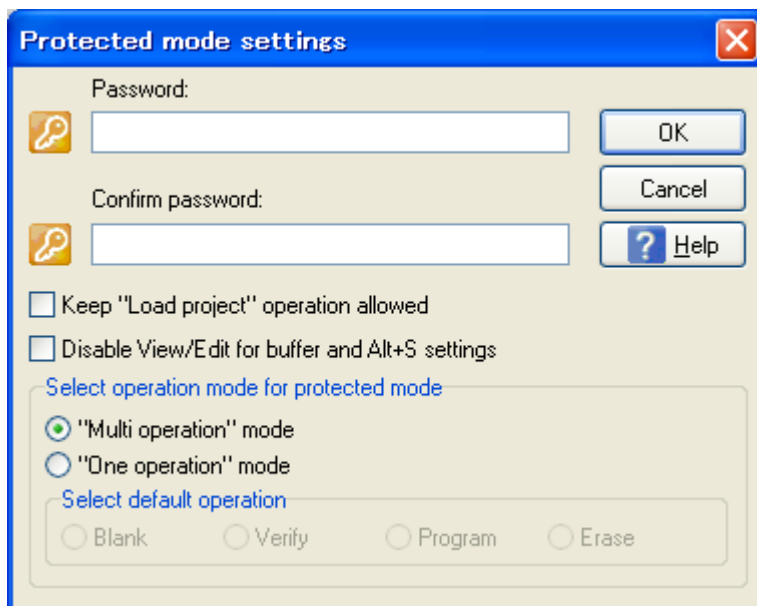 Protected mode settings
Password:
OK
Cancel
Confirm password:
? Help
Keep "Load project" operation allowed
Disable View/Edit for buffer and Alt+S settings
Select operation mode for protected mode
"Multi operation" mode
"One operation" mode
Select default operation
Blank Verify Program Erase